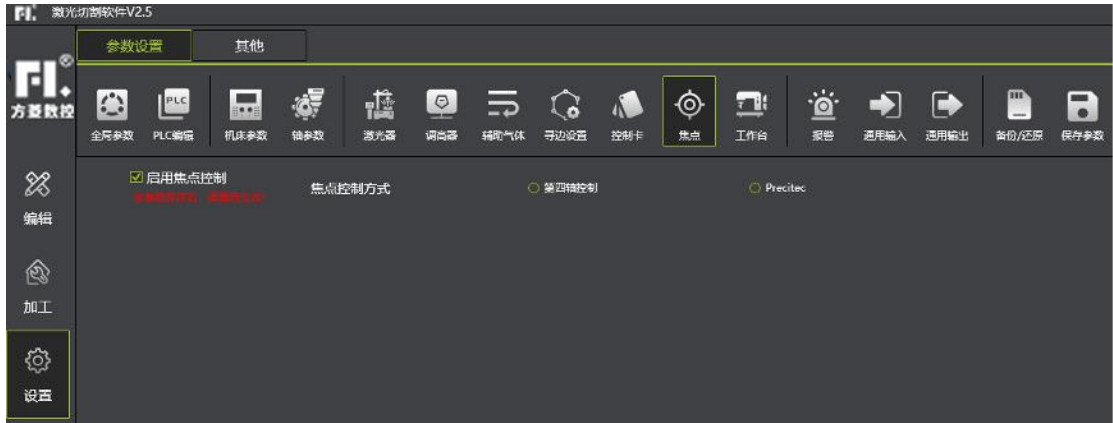 激光切割软件V2.5
参数设置 其他
方菱数控
全局参数 PLC编辑 机床参数 轴参数 激光器 调高器 辅助气体 寻边设置 控制卡 焦点 工作台 报警 通用输入 通用输出 备份/还原 保存参数
PLC
启用焦点控制
焦点控制方式 第四轴控制 Precitec
编辑
加工
设置